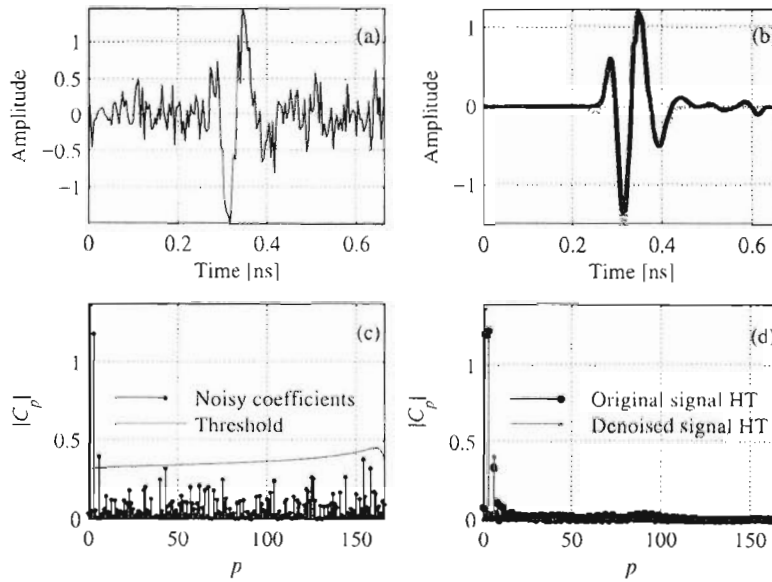 1
0.5
0
−0.5
−1
Amplitude
(a)
0
0.2
0.4
0.6
Time [ns]
1
0
−1
Amplitude
(b)
0
0.2
0.4
0.6
Time [ns]
1
0.5
0
|C_p|
(c)
Noisy coefficients
Threshold
0
50
100
150
p
1
0.5
0
|C_p|
(d)
Original signal HT
Denoised signal HT
0
50
100
150
p